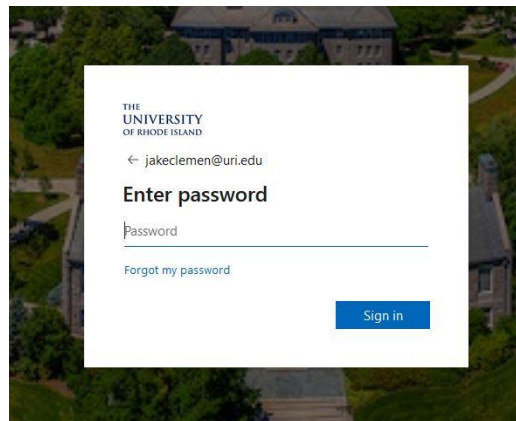 THE
UNIVERSITY
OF RHODE ISLAND
← jakeclemen@uri.edu
Enter password
Password
Forgot my password
Sign in